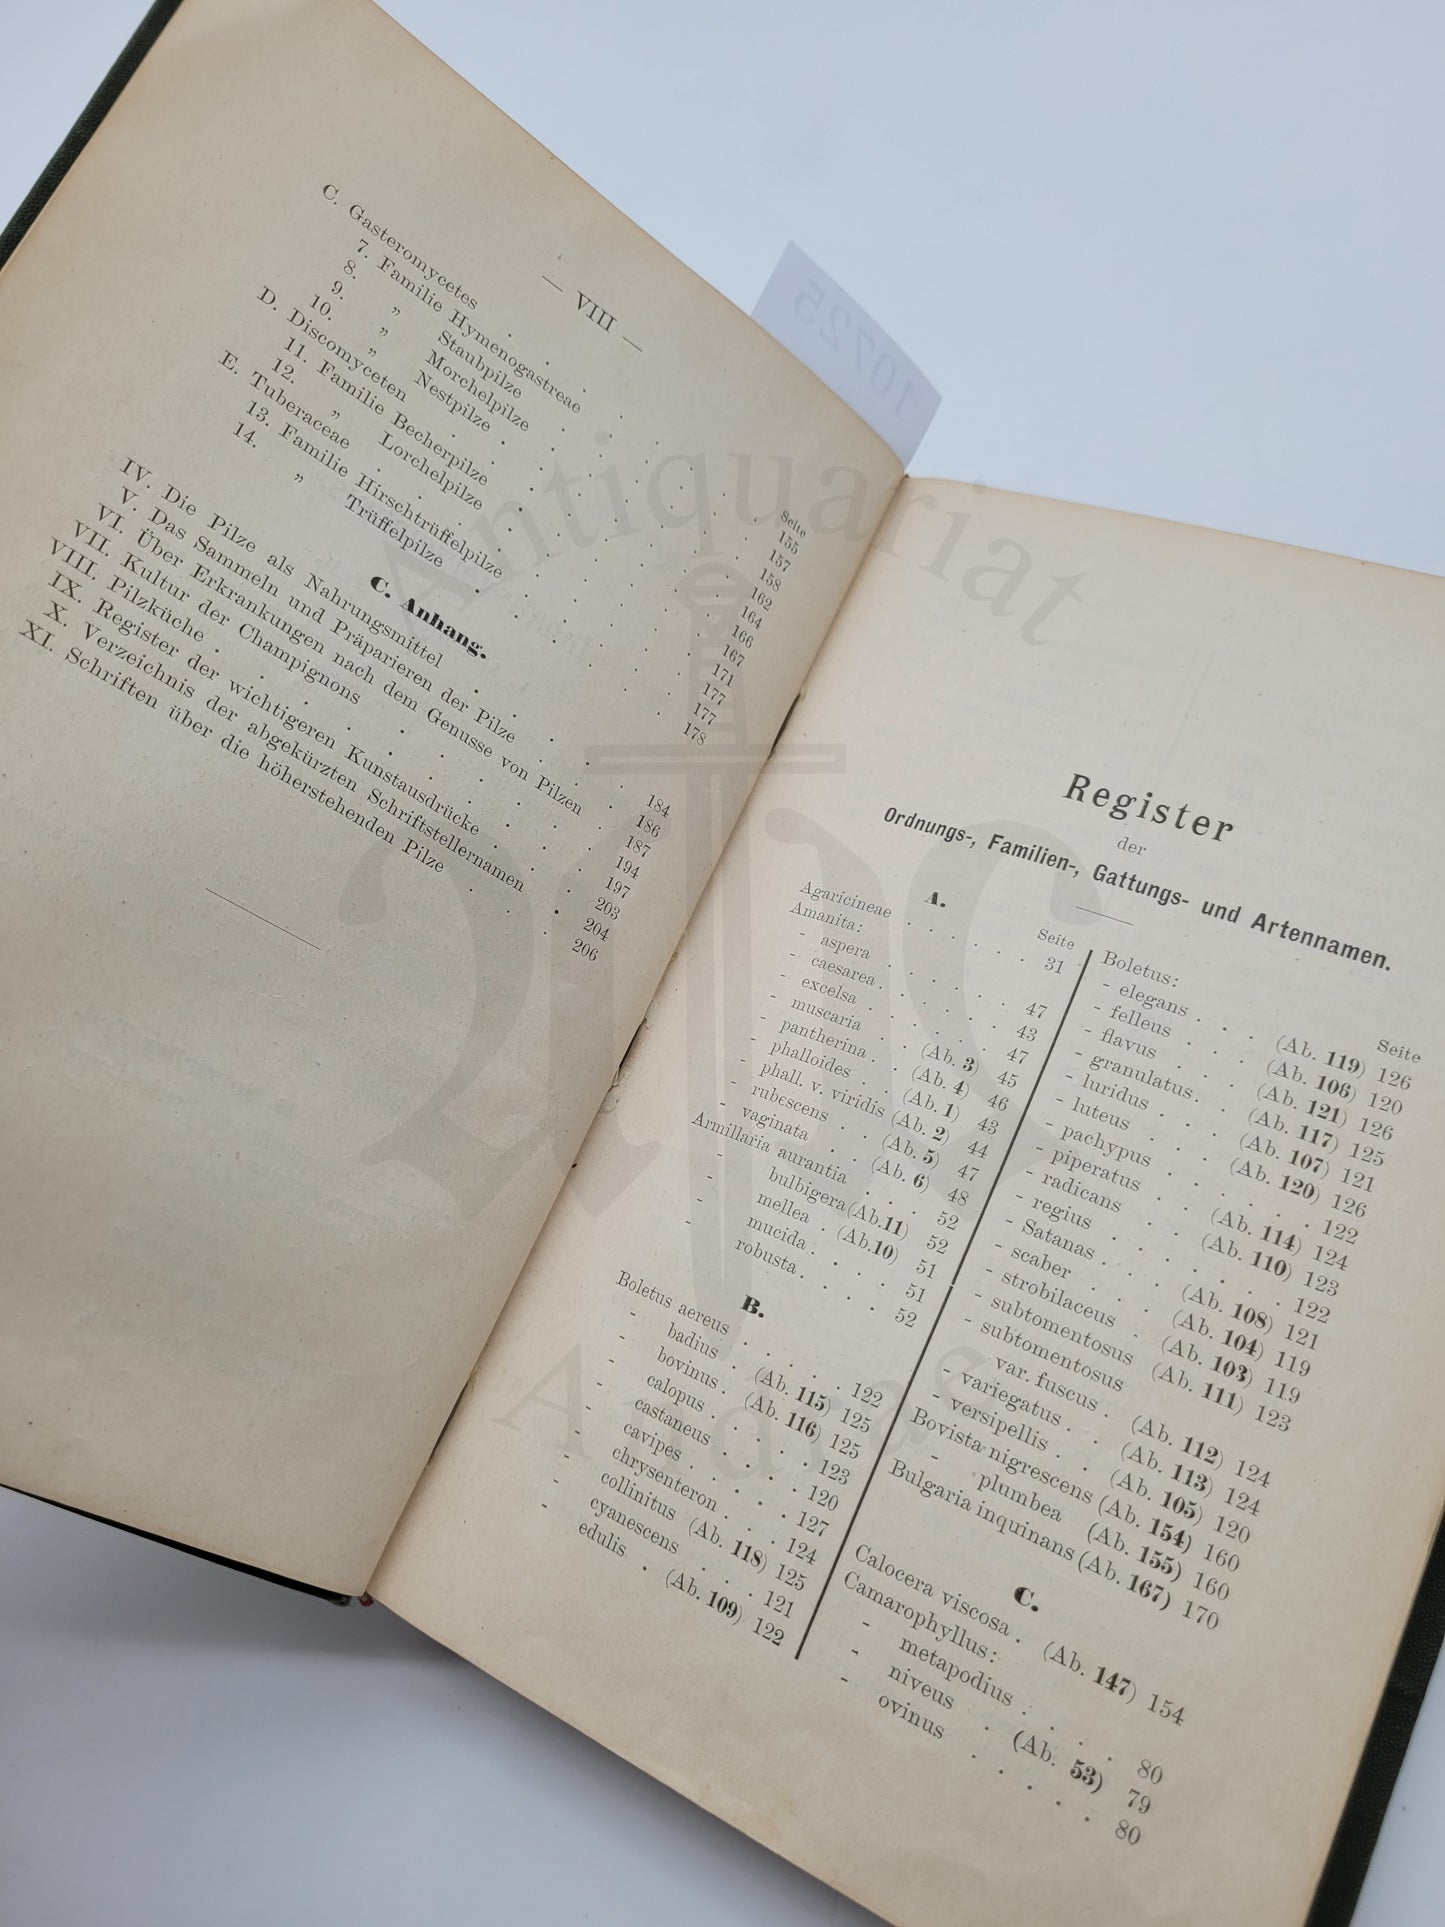 — VIII —
Seite
C. Gasteromycetes . . . . . . . 155
7. Familie Hymenogastreae . . . . . 157
8. „ Staubpilze . . . . . 158
9. „ Morchelpilze . . . . . 162
10. „ Nestpilze . . . . . 164
D. Discomyceten . . . . . . . 166
11. Familie Becherpilze . . . . . 167
12. „ Lorchelpilze . . . . . 171
E. Tuberaceae . . . . . . . 177
13. Familie Hirschtrüffelpilze . . . . . 177
14. „ Trüffelpilze . . . . . 178
C. Anhang.
IV. Die Pilze als Nahrungsmittel . . . . . 184
V. Das Sammeln und Präparieren der Pilze . . . 186
VI. Über Erkrankungen nach dem Genusse von Pilzen . 187
VII. Kultur der Champignons . . . . . 194
VIII. Pilzküche . . . . . . . 197
IX. Register der wichtigeren Kunstausdrücke . . . 203
X. Verzeichnis der abgekürzten Schriftstellernamen . . 204
XI. Schriften über die höherstehenden Pilze . . . 206
Register
der
Ordnungs-, Familien-, Gattungs- und Artennamen.
A.
Seite
Agaricineae . . . . . 31
Amanita:
- aspera . . . . . 47
- caesarea . . . . . 43
- excelsa . . . . . 47
- muscaria . . (Ab. 3) 45
- pantherina . (Ab. 4) 46
- phalloides . (Ab. 1) 43
- phall. v. viridis (Ab. 2) 44
- rubescens . . (Ab. 5) 47
- vaginata . . (Ab. 6) 48
Armillaria aurantia . . . 52
- bulbigera (Ab.11) 52
- mellea . (Ab.10) 51
- mucida . . . . 51
- robusta . . . . 52
B.
Boletus aereus . . . . . 122
- badius . (Ab. 115) 125
- bovinus . (Ab. 116) 125
- calopus . . . . 123
- castaneus . . . . 120
- cavipes . . . . 127
- chrysenteron . . . 124
- collinitus (Ab. 118) 125
- cyanescens . . . 121
- edulis . (Ab. 109) 122
Seite
Boletus:
- elegans . . . (Ab. 119) 126
- felleus . . . (Ab. 106) 120
- flavus . . . (Ab. 121) 126
- granulatus . . (Ab. 117) 125
- luridus . . . (Ab. 107) 121
- luteus . . . (Ab. 120) 126
- pachypus . . . . . 122
- piperatus . . (Ab. 114) 124
- radicans . . (Ab. 110) 123
- regius . . . . . . 122
- Satanas . . . (Ab. 108) 121
- scaber . . . (Ab. 104) 119
- strobilaceus . (Ab. 103) 119
- subtomentosus (Ab. 111) 123
- subtomentosus
var. fuscus . (Ab. 112) 124
- variegatus . . (Ab. 113) 124
- versipellis . . (Ab. 105) 120
Bovista nigrescens (Ab. 154) 160
- plumbea (Ab. 155) 160
Bulgaria inquinans (Ab. 167) 170
C.
Calocera viscosa . (Ab. 147) 154
Camarophyllus:
- metapodius . . . . 80
- niveus . (Ab. 53) 79
- ovinus . . . . . 80
10725
Antiquariat